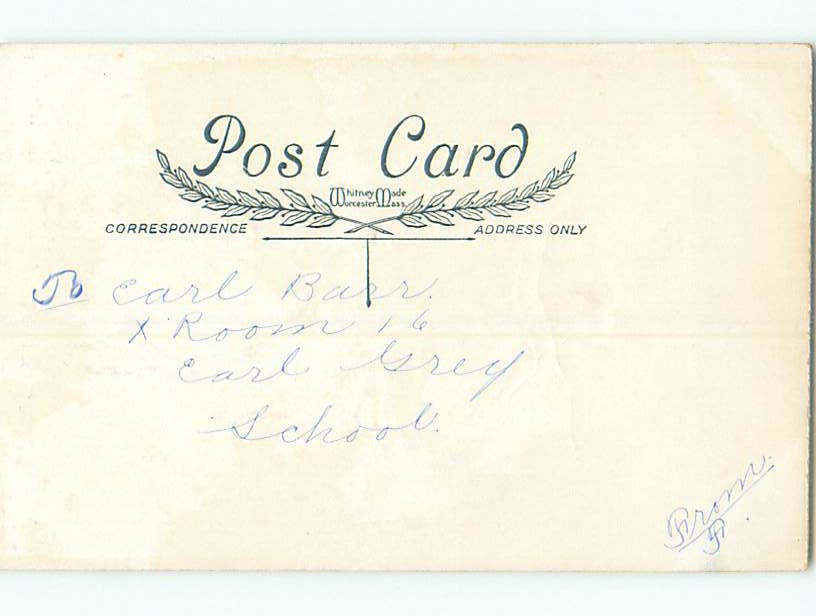 Post Card
Whitney Made
Worcester, Mass.
CORRESPONDENCE
ADDRESS ONLY
To Carl Barr.
X Room 16
Earl Grey
School.
From
F.